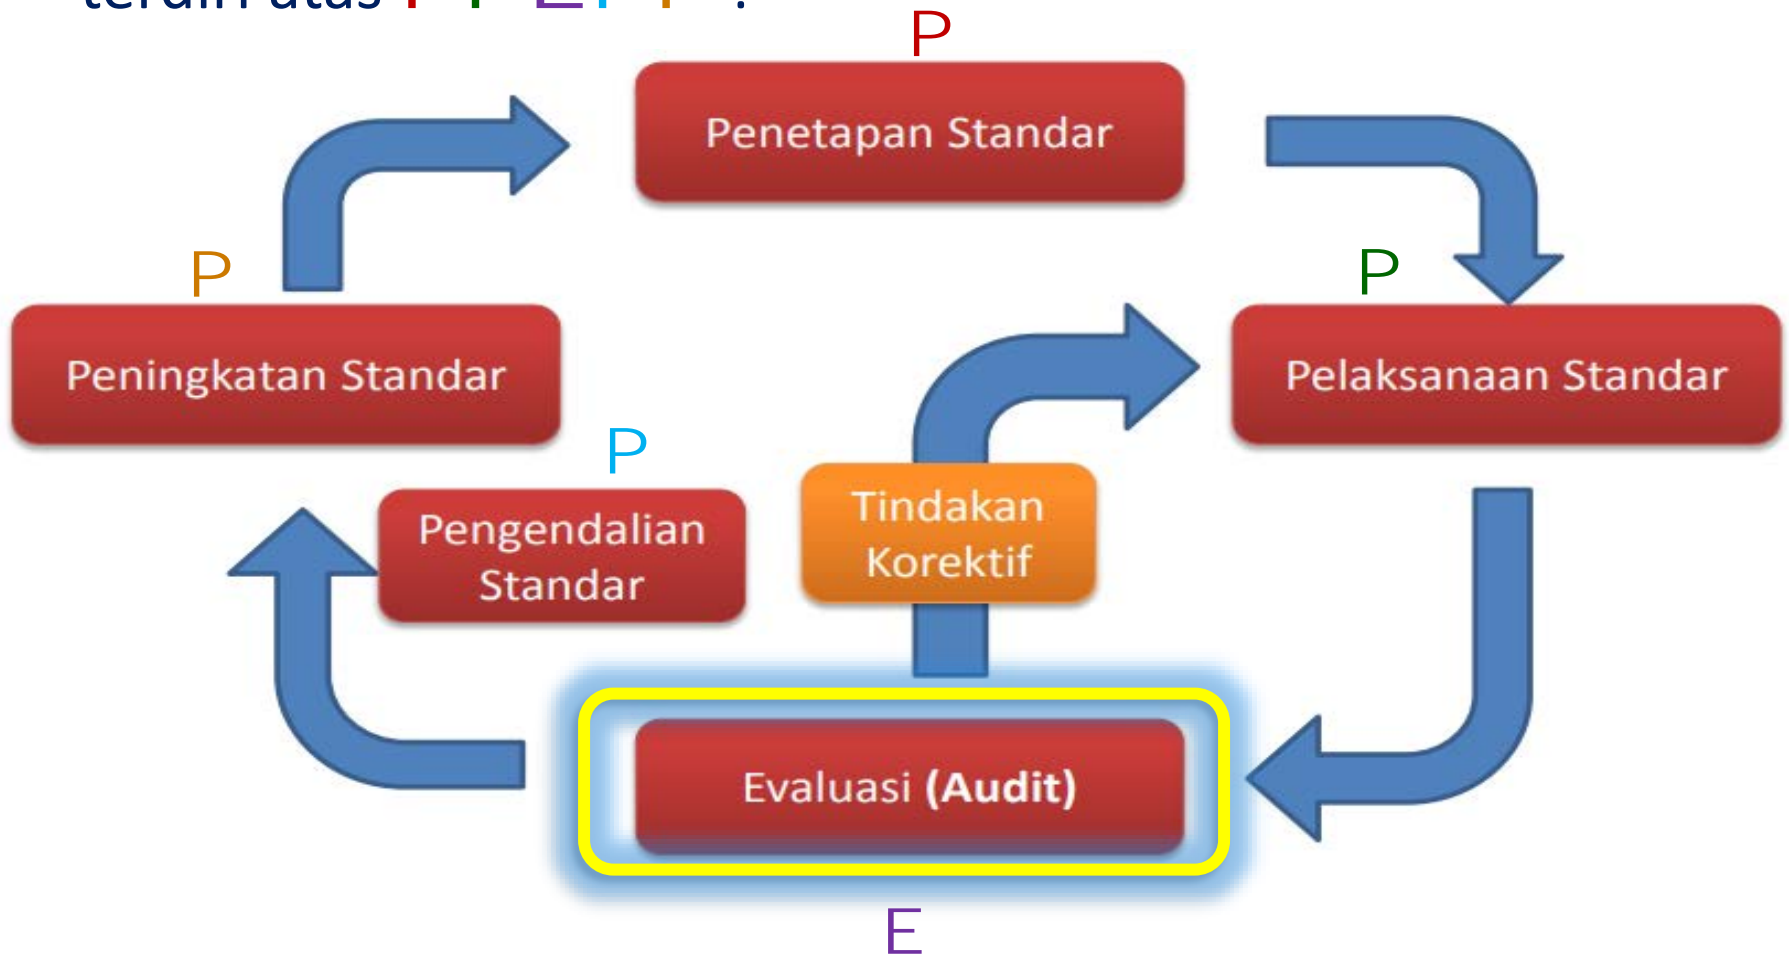 P
Penetapan Standar
P
P
Peningkatan Standar
Pelaksanaan Standar
P
Pengendalian
Standar
Tindakan
Korektif
Evaluasi (Audit)
E